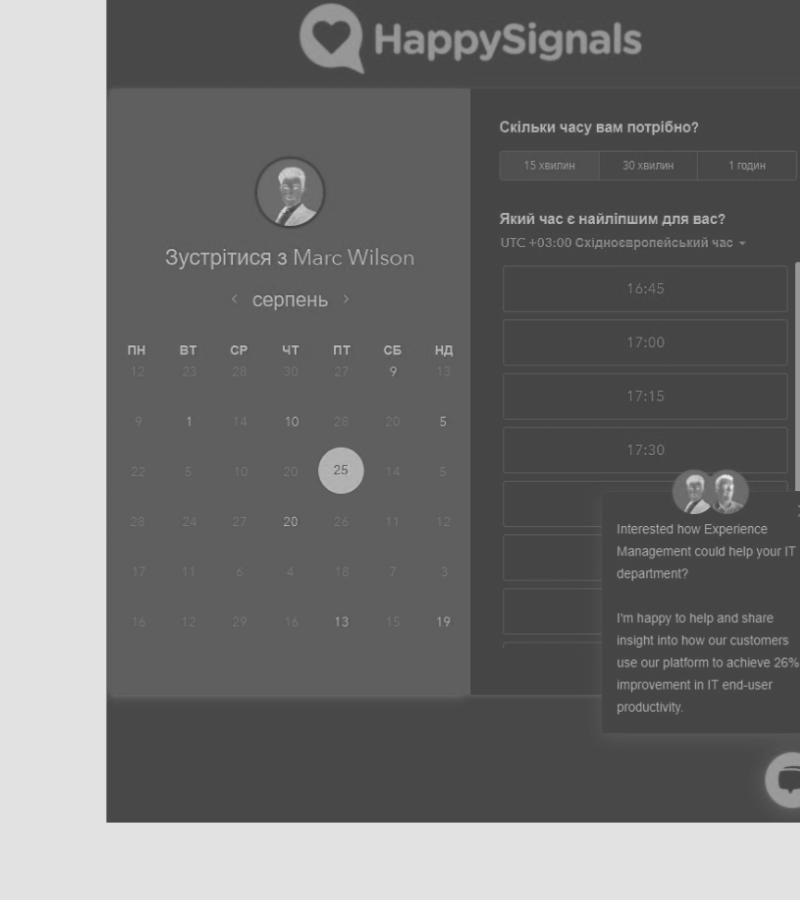 HappySignals
Зустрітися з Marc Wilson
серпень
ПН ВТ СР ЧТ ПТ СБ НД
12 23 28 30 27 9 13
9 1 14 10 28 20 5
22 5 10 20 25 14 5
28 24 27 20 26 11 12
17 11 6 4 18 7 3
16 12 29 16 13 15 19
Скільки часу вам потрібно?
15 хвилин 30 хвилин 1 годин
Який час є найліпшим для вас?
UTC +03:00 Східноєвропейський час
16:45
17:00
17:15
17:30
Interested how Experience
Management could help your IT
department?
I'm happy to help and share
insight into how our customers
use our platform to achieve 26%
improvement in IT end-user
productivity.